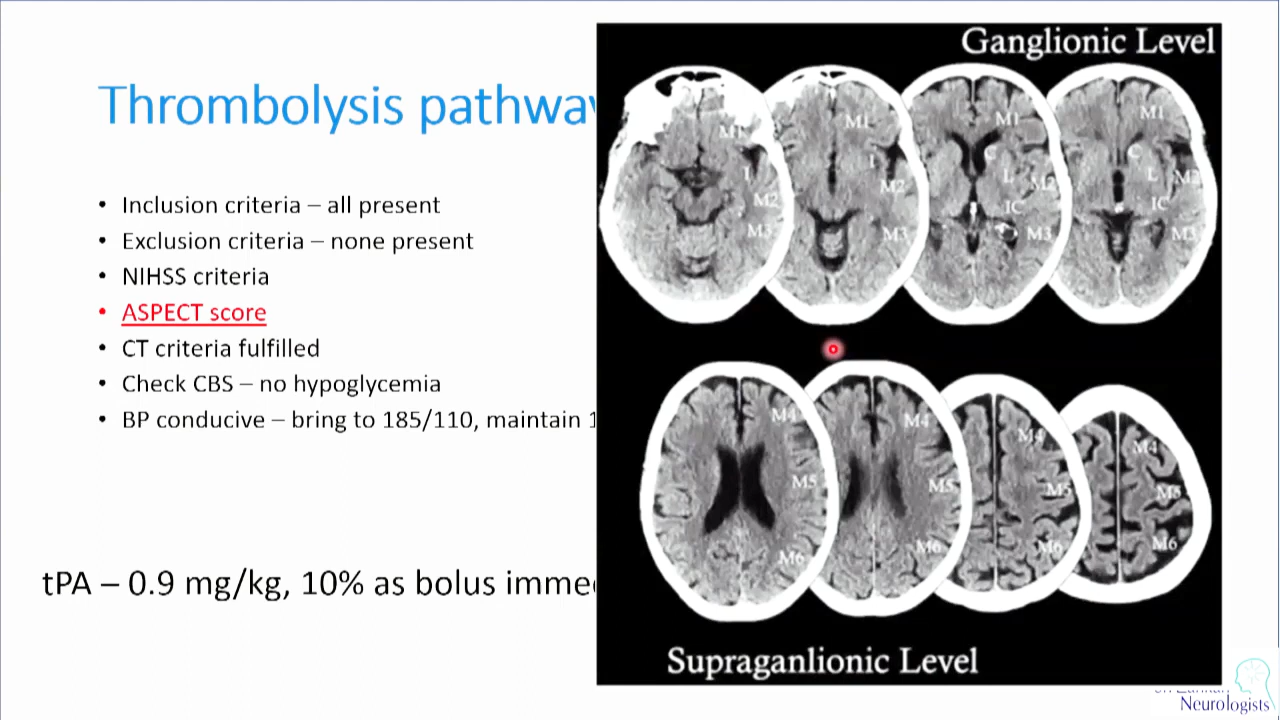 Thrombolysis pathway
• Inclusion criteria – all present
• Exclusion criteria – none present
• NIHSS criteria
• ASPECT score
• CT criteria fulfilled
• Check CBS – no hypoglycemia
• BP conducive – bring to 185/110, maintain 1
tPA – 0.9 mg/kg, 10% as bolus imme
Ganglionic Level
M1 M1 M1 M1
I I C L C L
M2 M2 M2 M2
IC IC
M3 M3 M3 M3
M4 M4 M4 M4
M5 M5 M5 M5
M6 M6 M6 M6
Supraganlionic Level
Neurologists